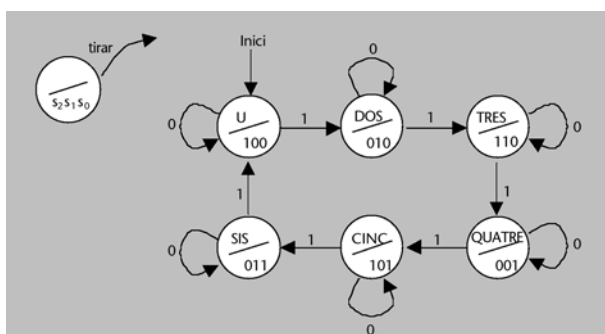 tirar
s2s1s0
Inici
0
U
100
1
0
DOS
010
1
TRES
110
0
1
1
0
SIS
011
1
CINC
101
0
1
QUATRE
001
0